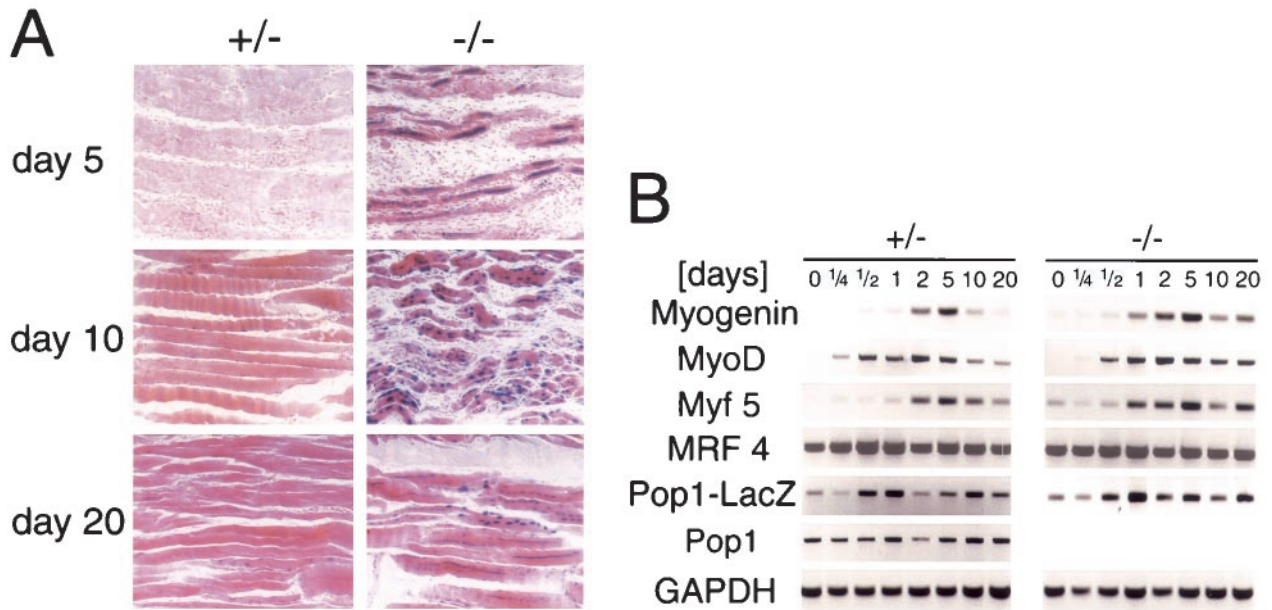 A
+/-
-/-
day 5
day 10
day 20
B
+/-
-/-
[days] 0 1/4 1/2 1 2 5 10 20 0 1/4 1/2 1 2 5 10 20
Myogenin
MyoD
Myf 5
MRF 4
Pop1-LacZ
Pop1
GAPDH